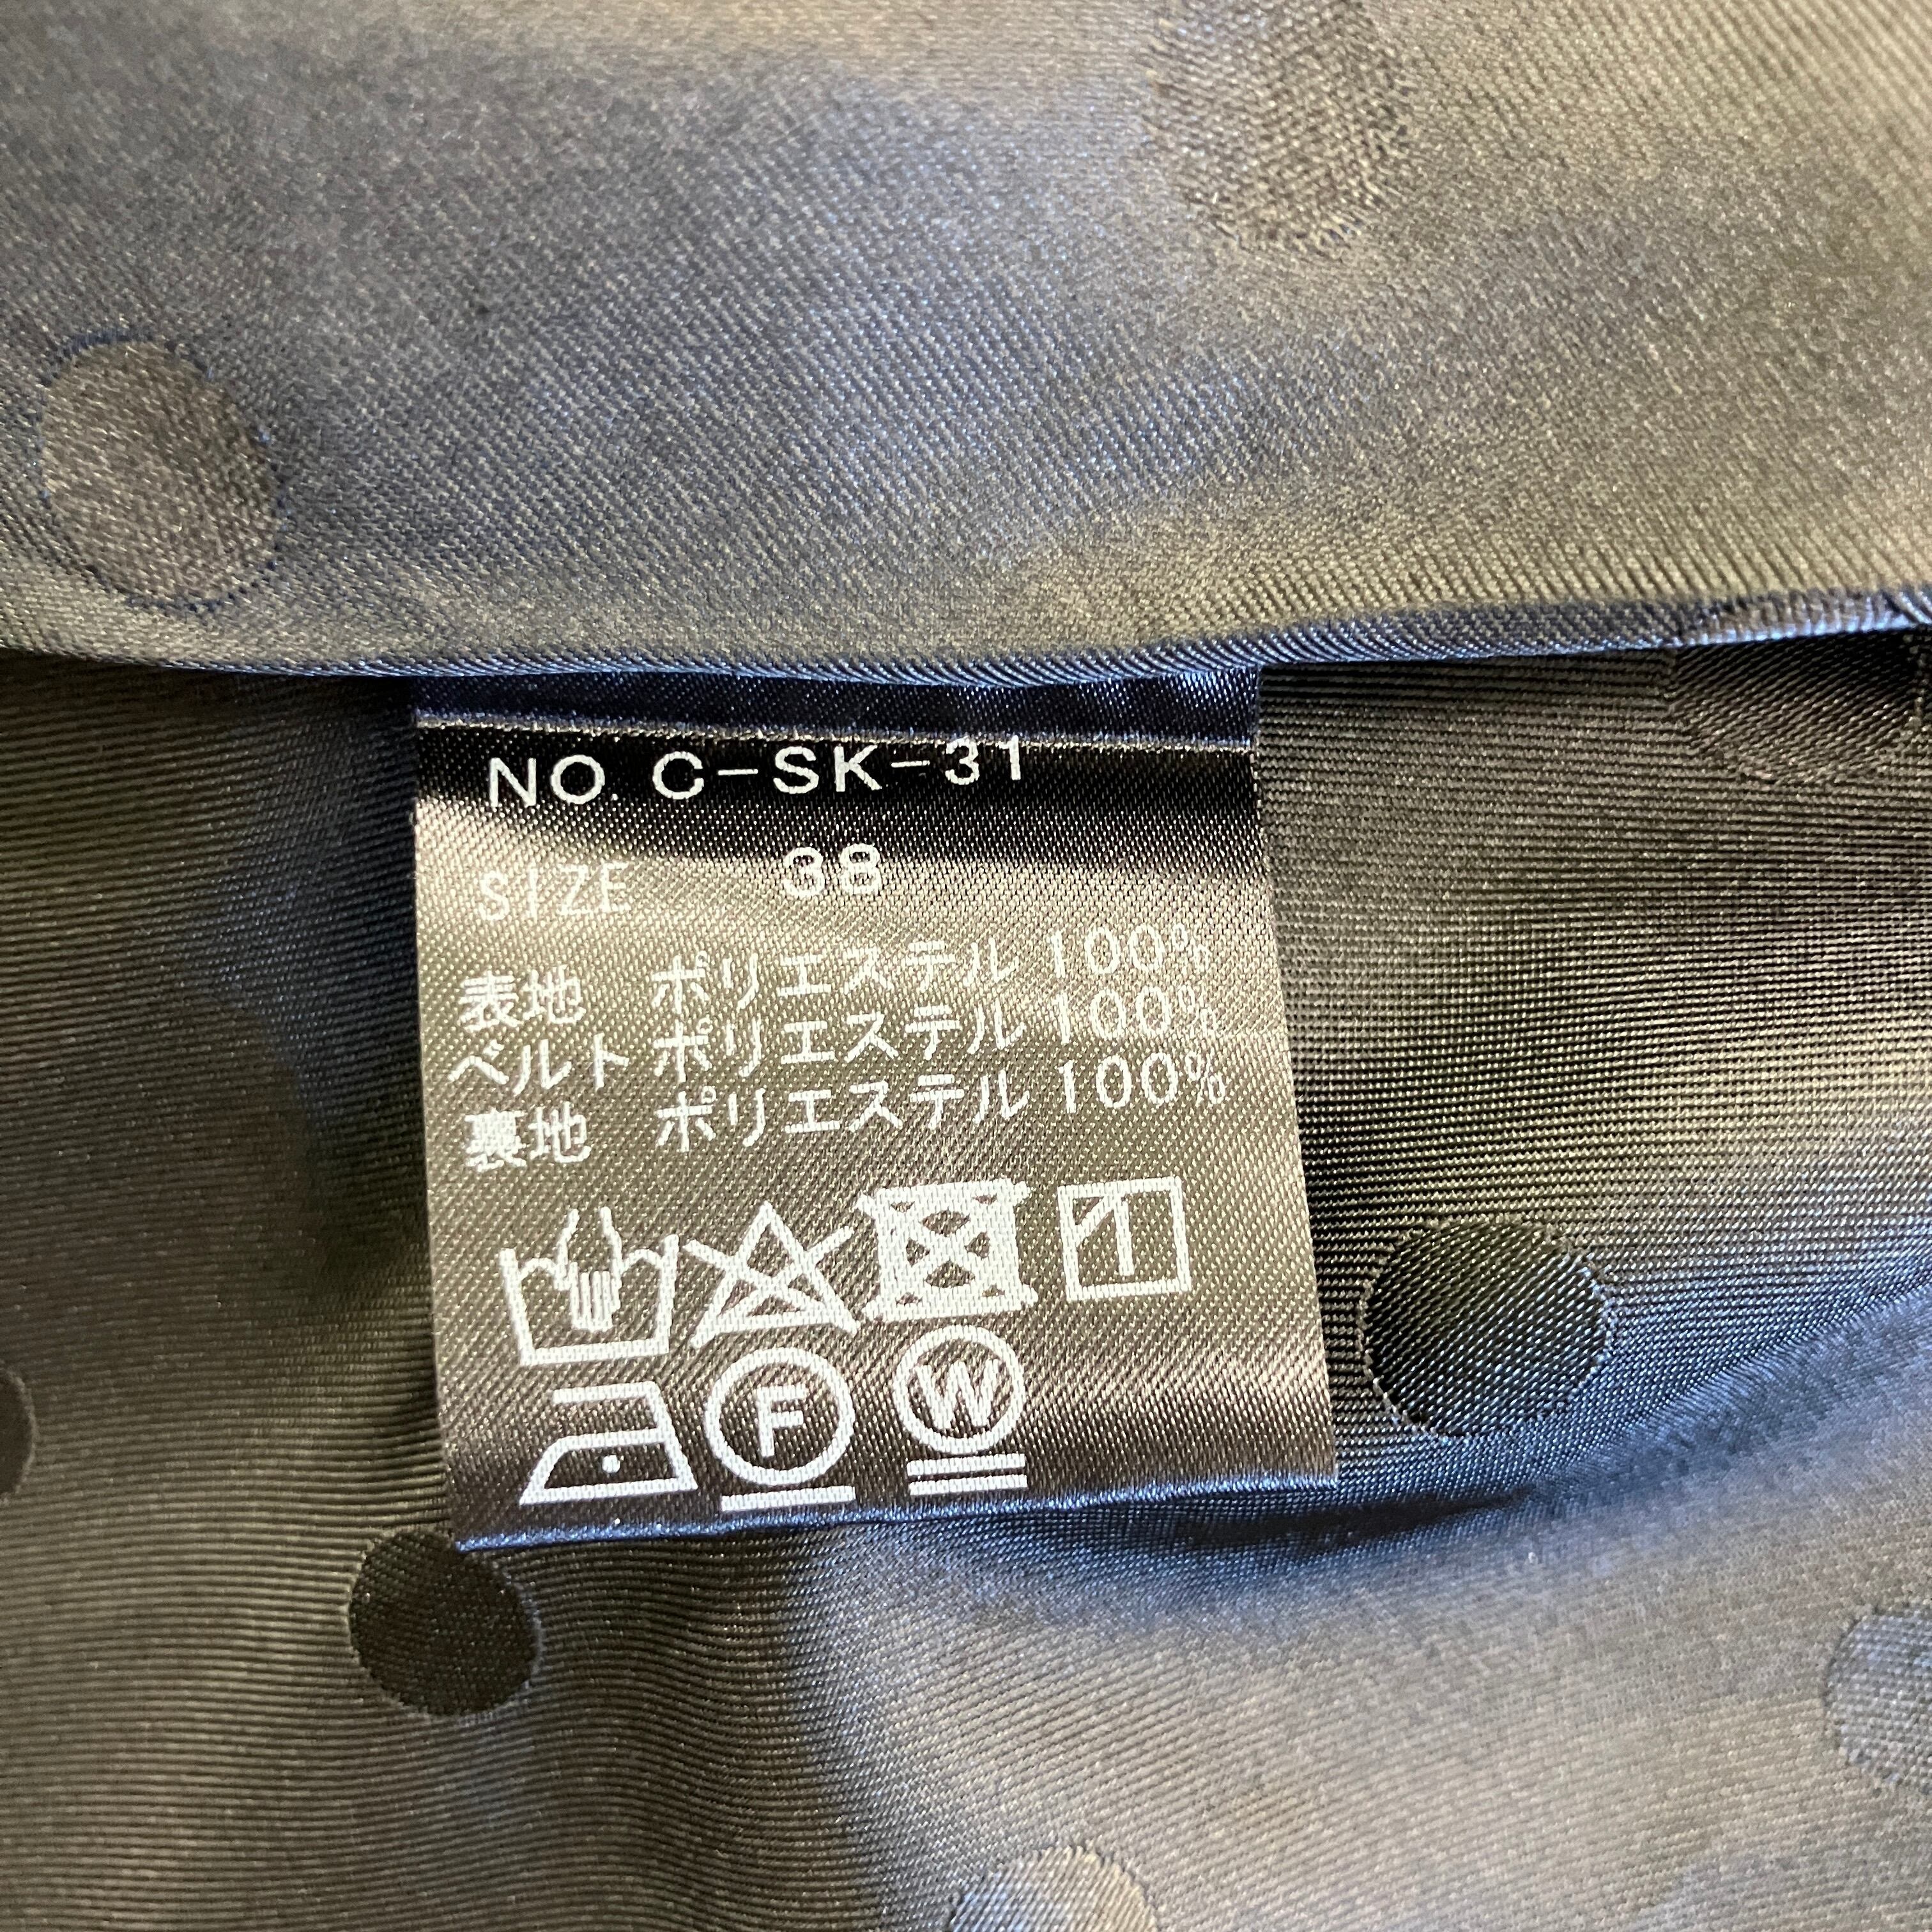 NO. C-SK-31
SIZE 38
表地 ポリエステル 100%
ベルト ポリエステル 100%
裏地 ポリエステル 100%
F W